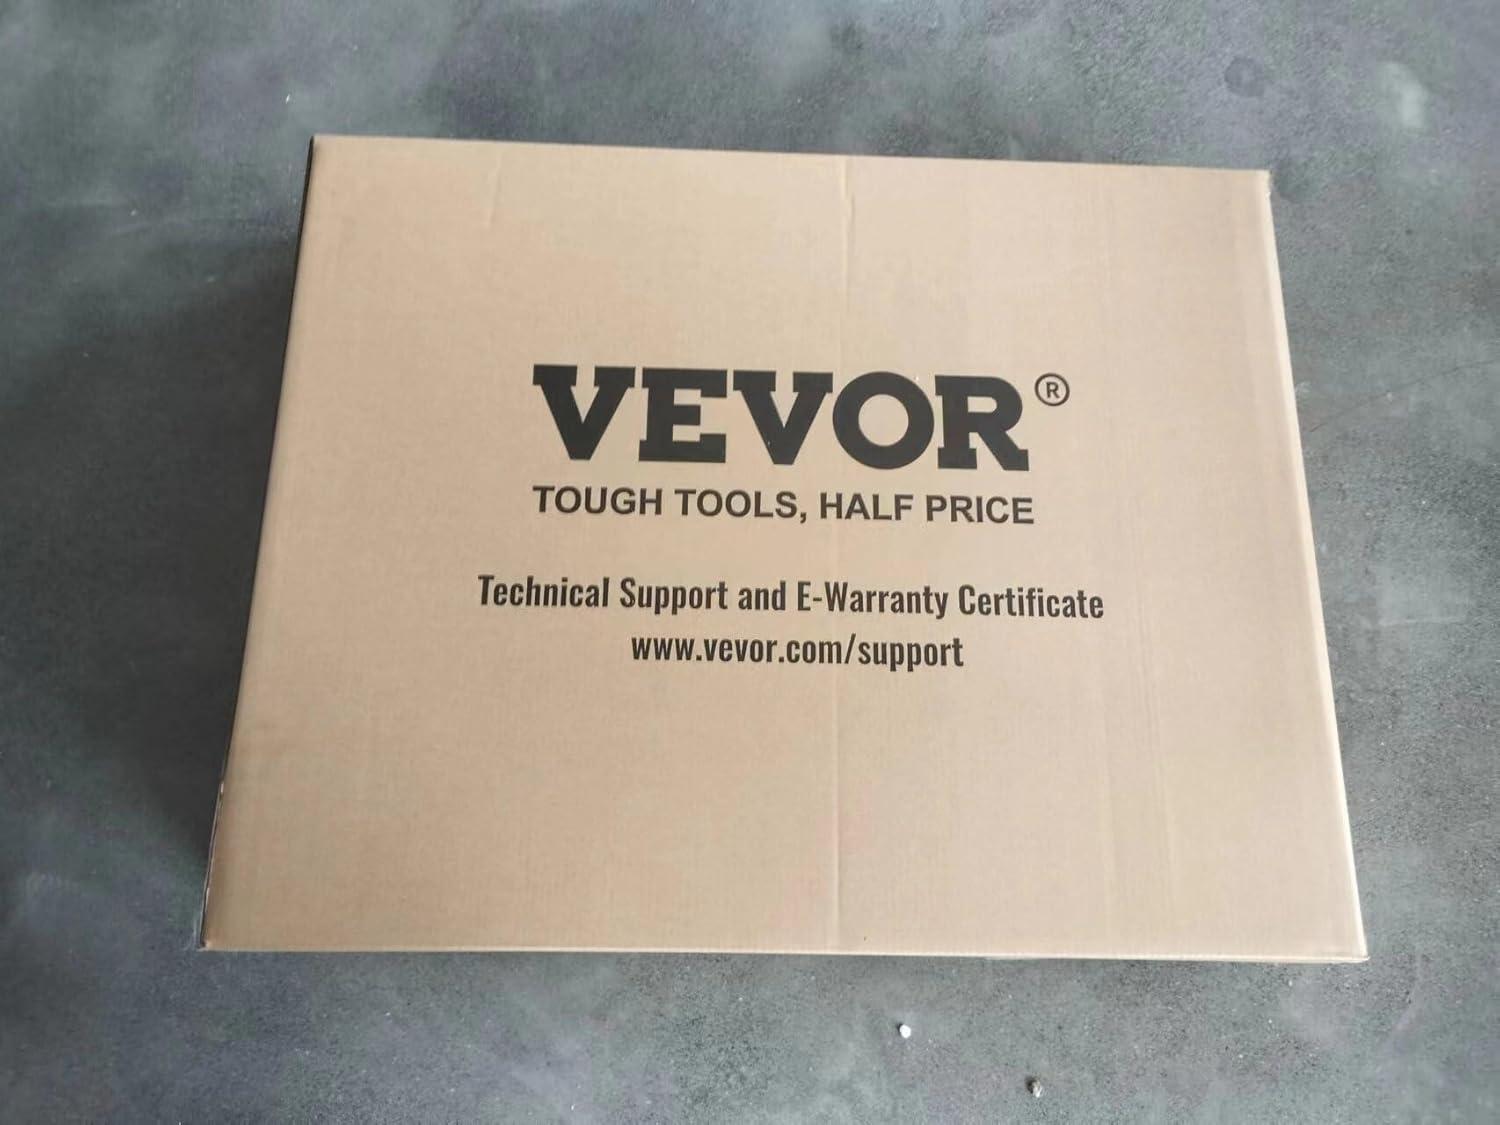 VEVOR®
TOUGH TOOLS, HALF PRICE
Technical Support and E-Warranty Certificate
www.vevor.com/support